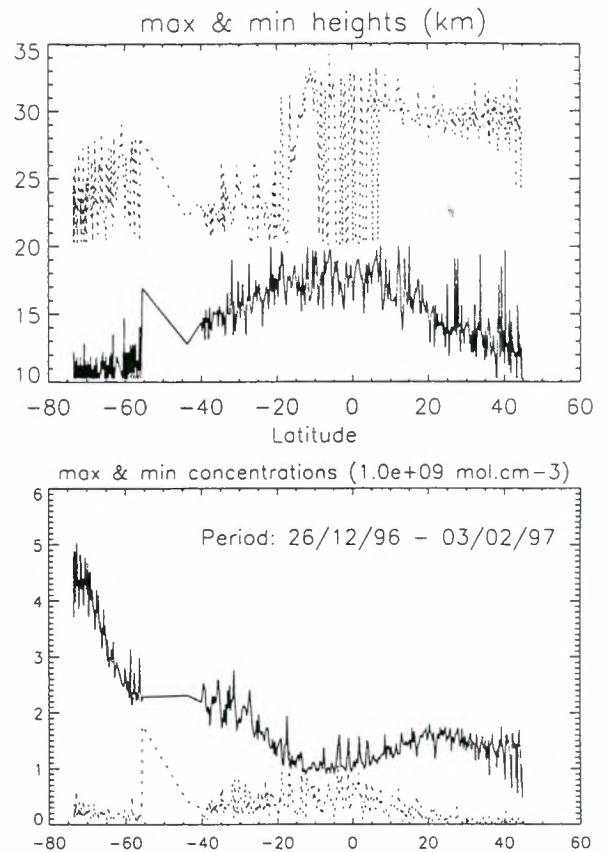 max & min heights (km)
35
30
25
20
15
10
-80 -60 -40 -20 0 20 40 60
Latitude
max & min concentrations (1.0e+09 mol.cm-3)
6
Period: 26/12/96 - 03/02/97
5
4
3
2
1
0
-80 -60 -40 -20 0 20 40 60